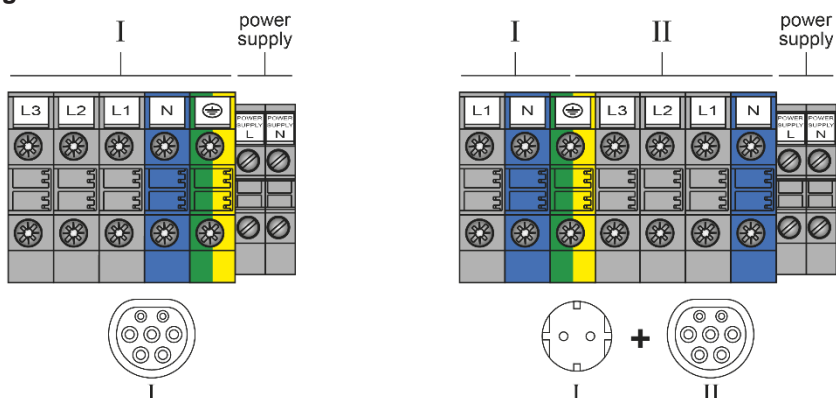 g
I
power
supply
L3 L2 L1 N
POWER SUPPLY L
POWER SUPPLY N
I
I II
power
supply
L1 N L3 L2 L1 N
POWER SUPPLY L
POWER SUPPLY N
+
I II